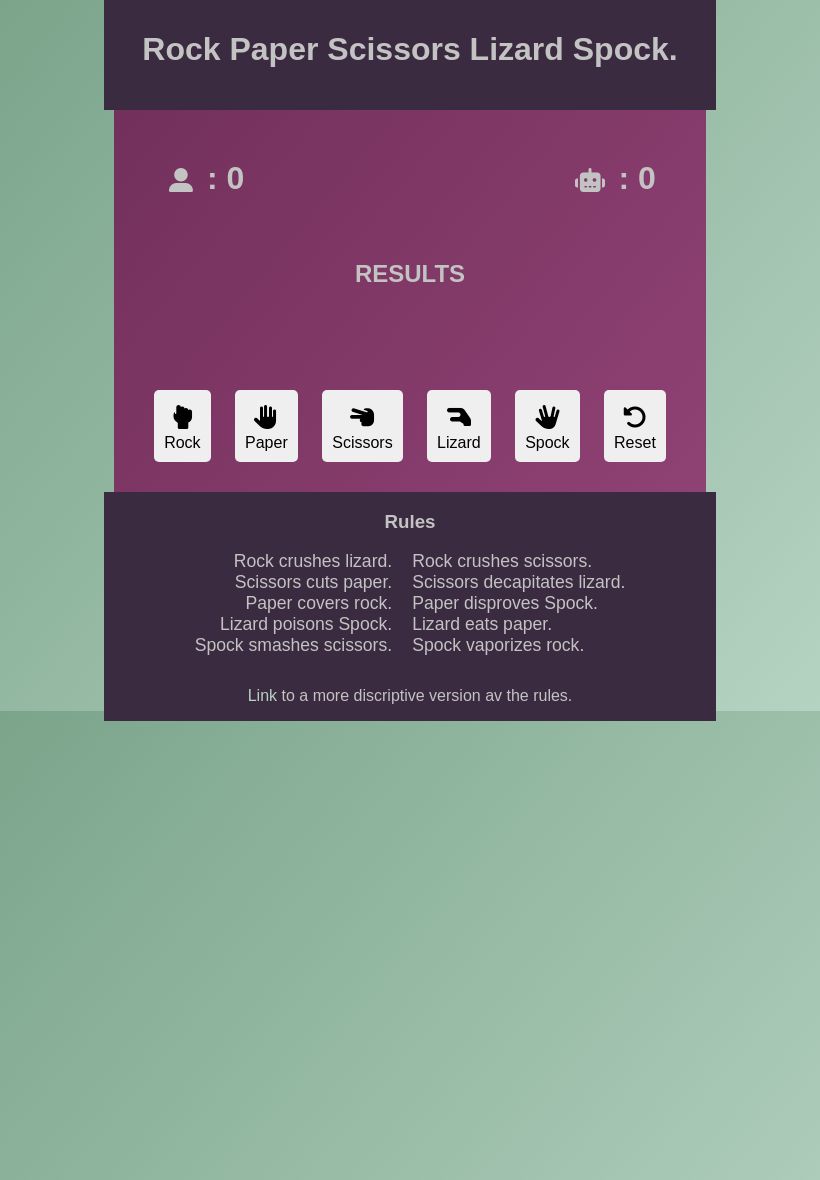 Rock Paper Scissors Lizard Spock.
: 0
: 0
RESULTS
Rock
Paper
Scissors
Lizard
Spock
Reset
Rules
Rock crushes lizard.
Rock crushes scissors.
Scissors cuts paper.
Scissors decapitates lizard.
Paper covers rock.
Paper disproves Spock.
Lizard poisons Spock.
Lizard eats paper.
Spock smashes scissors.
Spock vaporizes rock.
Link to a more discriptive version av the rules.